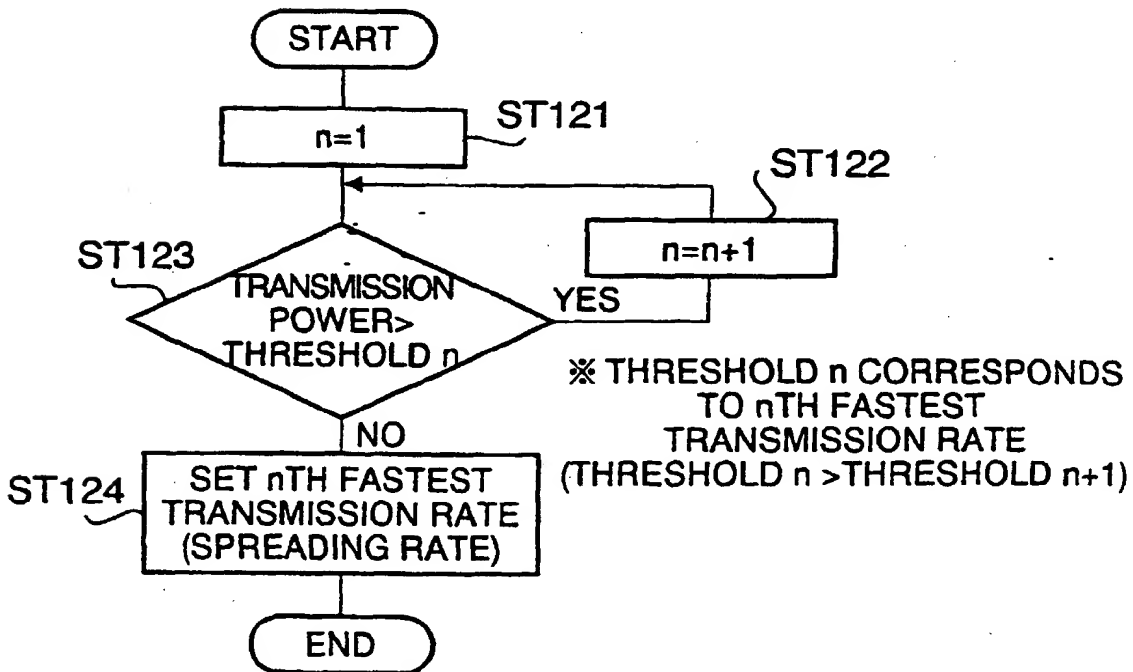 START
n=1
ST121
ST122
n=n+1
ST123
TRANSMISSION
POWER>
THRESHOLD n
YES
※ THRESHOLD n CORRESPONDS
TO nTH FASTEST
TRANSMISSION RATE
(THRESHOLD n >THRESHOLD n+1)
NO
ST124
SET nTH FASTEST
TRANSMISSION RATE
(SPREADING RATE)
END